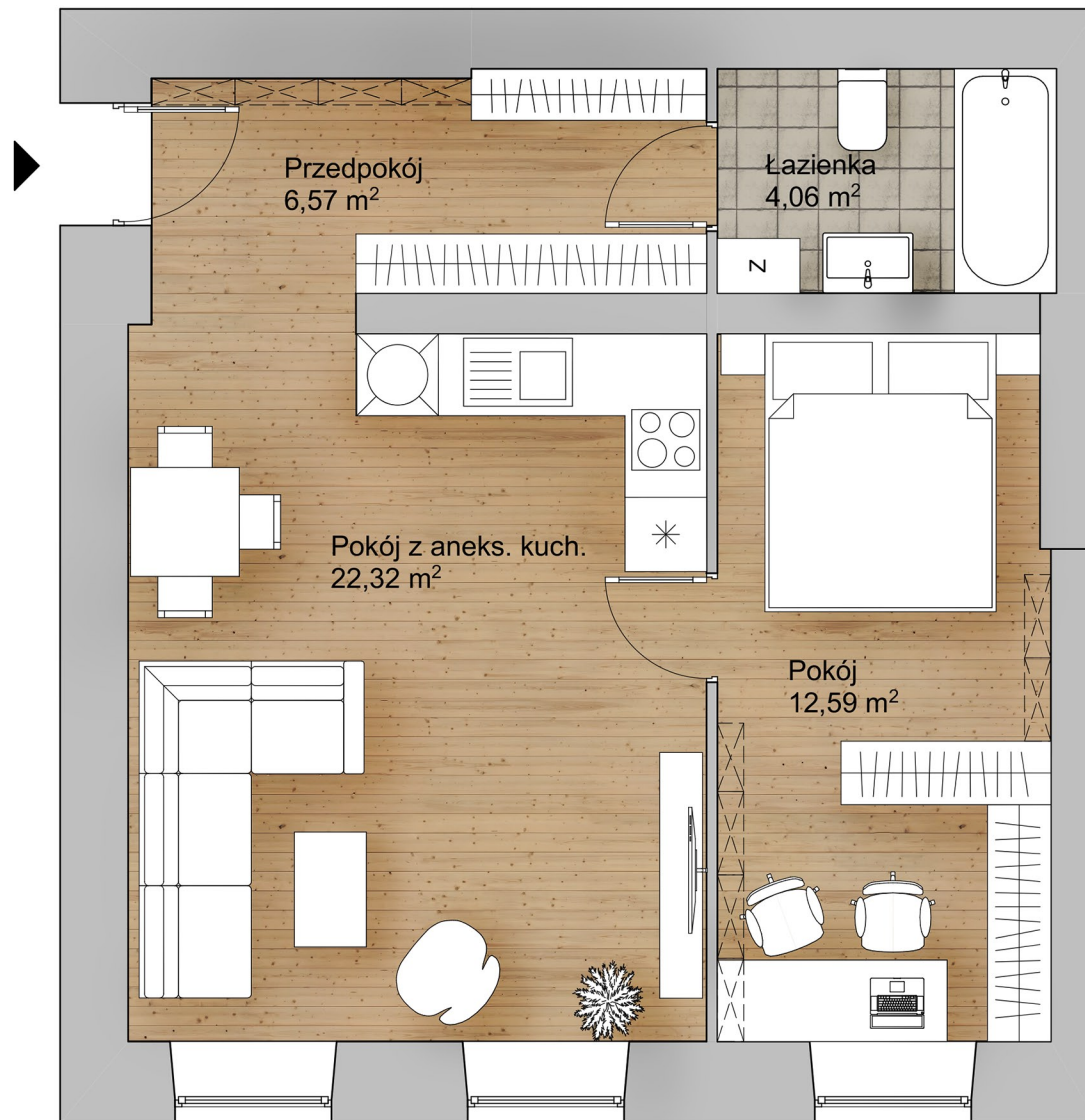 Przedpokój
6,57 m²
Łazienka
4,06 m²
Z
Pokój z aneks. kuch.
22,32 m²
Pokój
12,59 m²